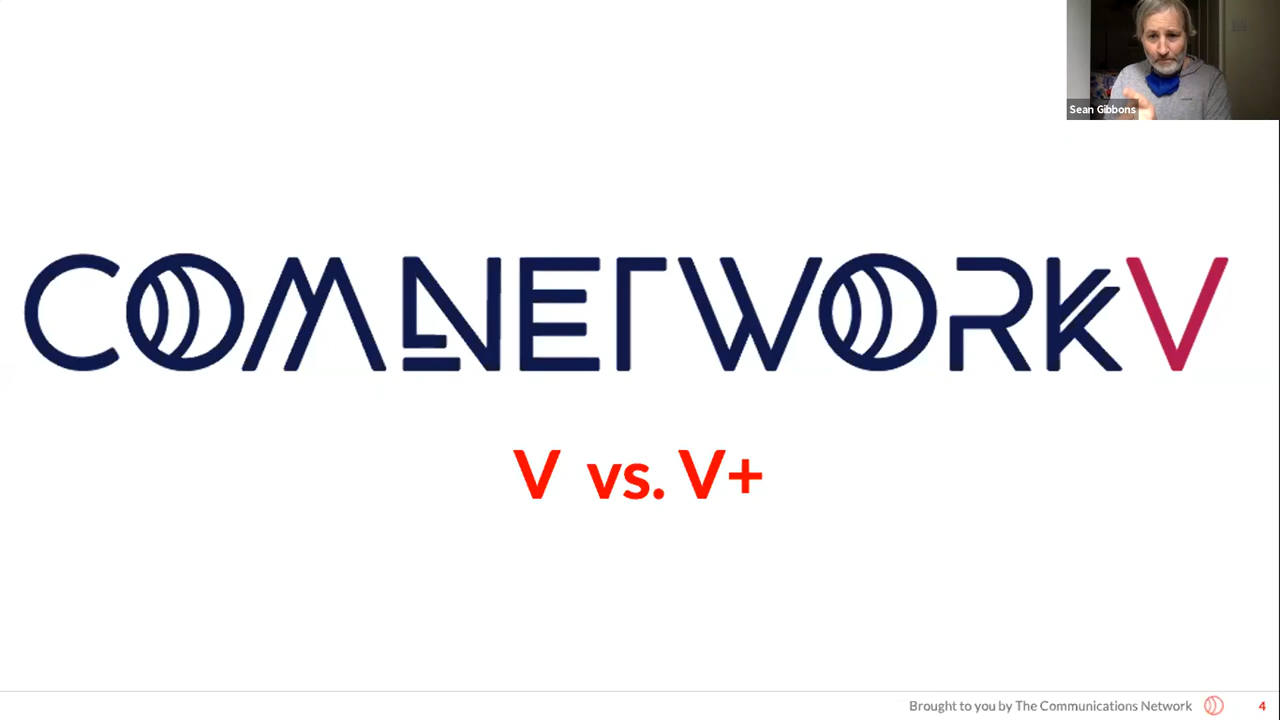 Sean Gibbons
COMNETWORKV
V vs. V+
Brought to you by The Communications Network
4